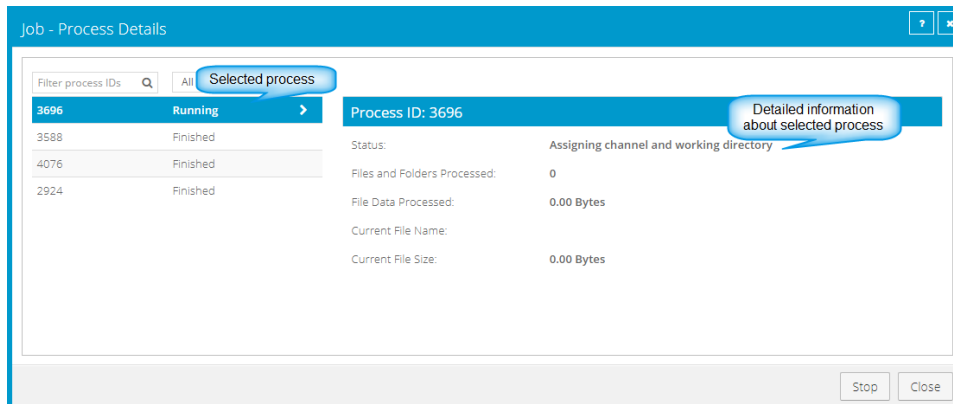 Job - Process Details
?
Filter process IDs
All
Selected process
3696 Running
3588 Finished
4076 Finished
2924 Finished
Process ID: 3696
Detailed information
about selected process
Status: Assigning channel and working directory
Files and Folders Processed: 0
File Data Processed: 0.00 Bytes
Current File Name:
Current File Size: 0.00 Bytes
Stop Close